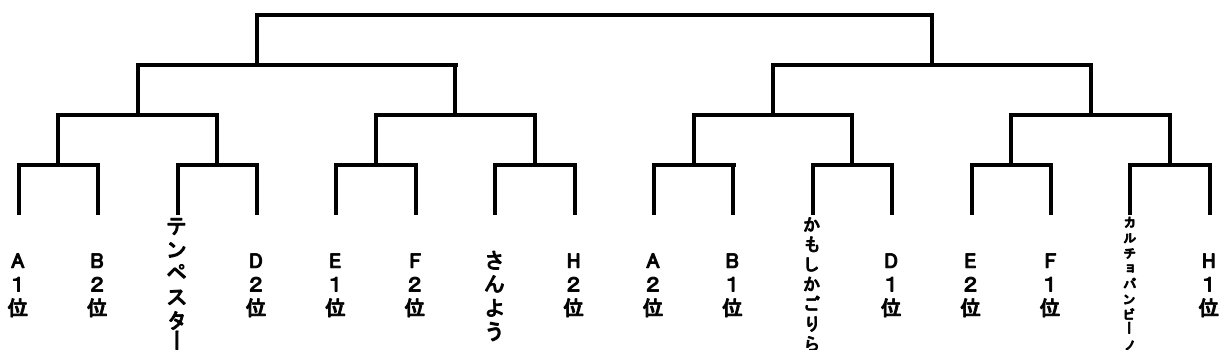 A1位
B2位
テンペスター
D2位
E1位
F2位
さんよう
H2位
A2位
B1位
かもしかごりら
D1位
E2位
F1位
カルチョバンビーノ
H1位